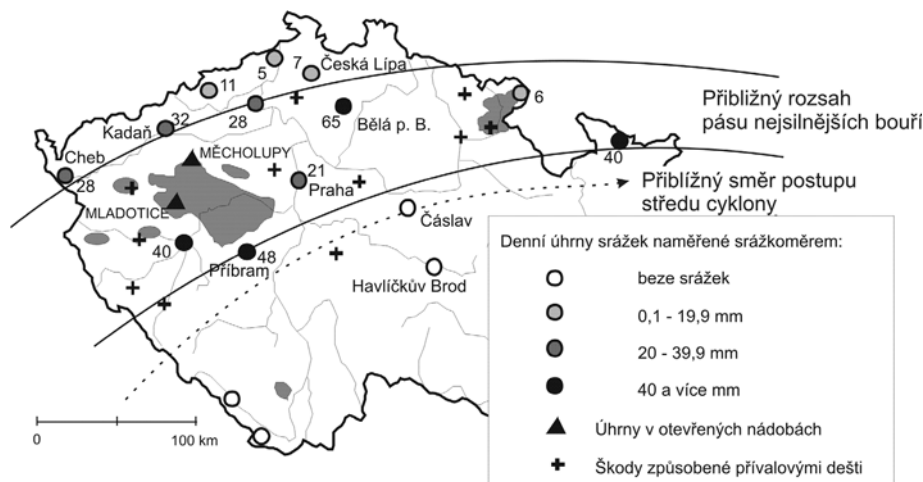 5
7
Česká Lípa
11
6
32
28
65
Bělá p. B.
Kadaň
Přibližný rozsah
pásu nejsilnějších bouří
Cheb
28
MĚCHOLUPY
21
Praha
40
Přiblížný směr postupu
středu cyklony
MLADOTICE
Čáslav
40
48
Příbram
Havlíčkův Brod
Denní úhrny srážek naměřené srážkoměrem:
beze srážek
0,1 - 19,9 mm
20 - 39,9 mm
40 a více mm
Úhrny v otevřených nádobách
Škody způsobené přívalovými dešti
0
100 km